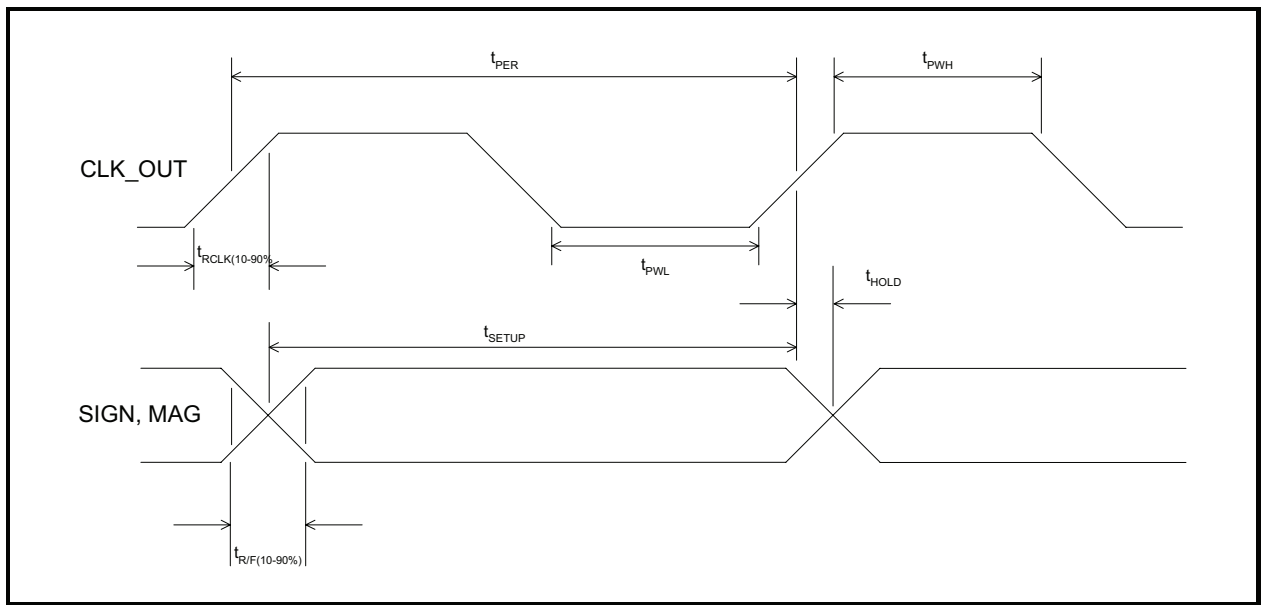 tPER
tPWH
CLK_OUT
tRCLK(10-90%
tPWL
tHOLD
tSETUP
SIGN, MAG
tR/F(10-90%)